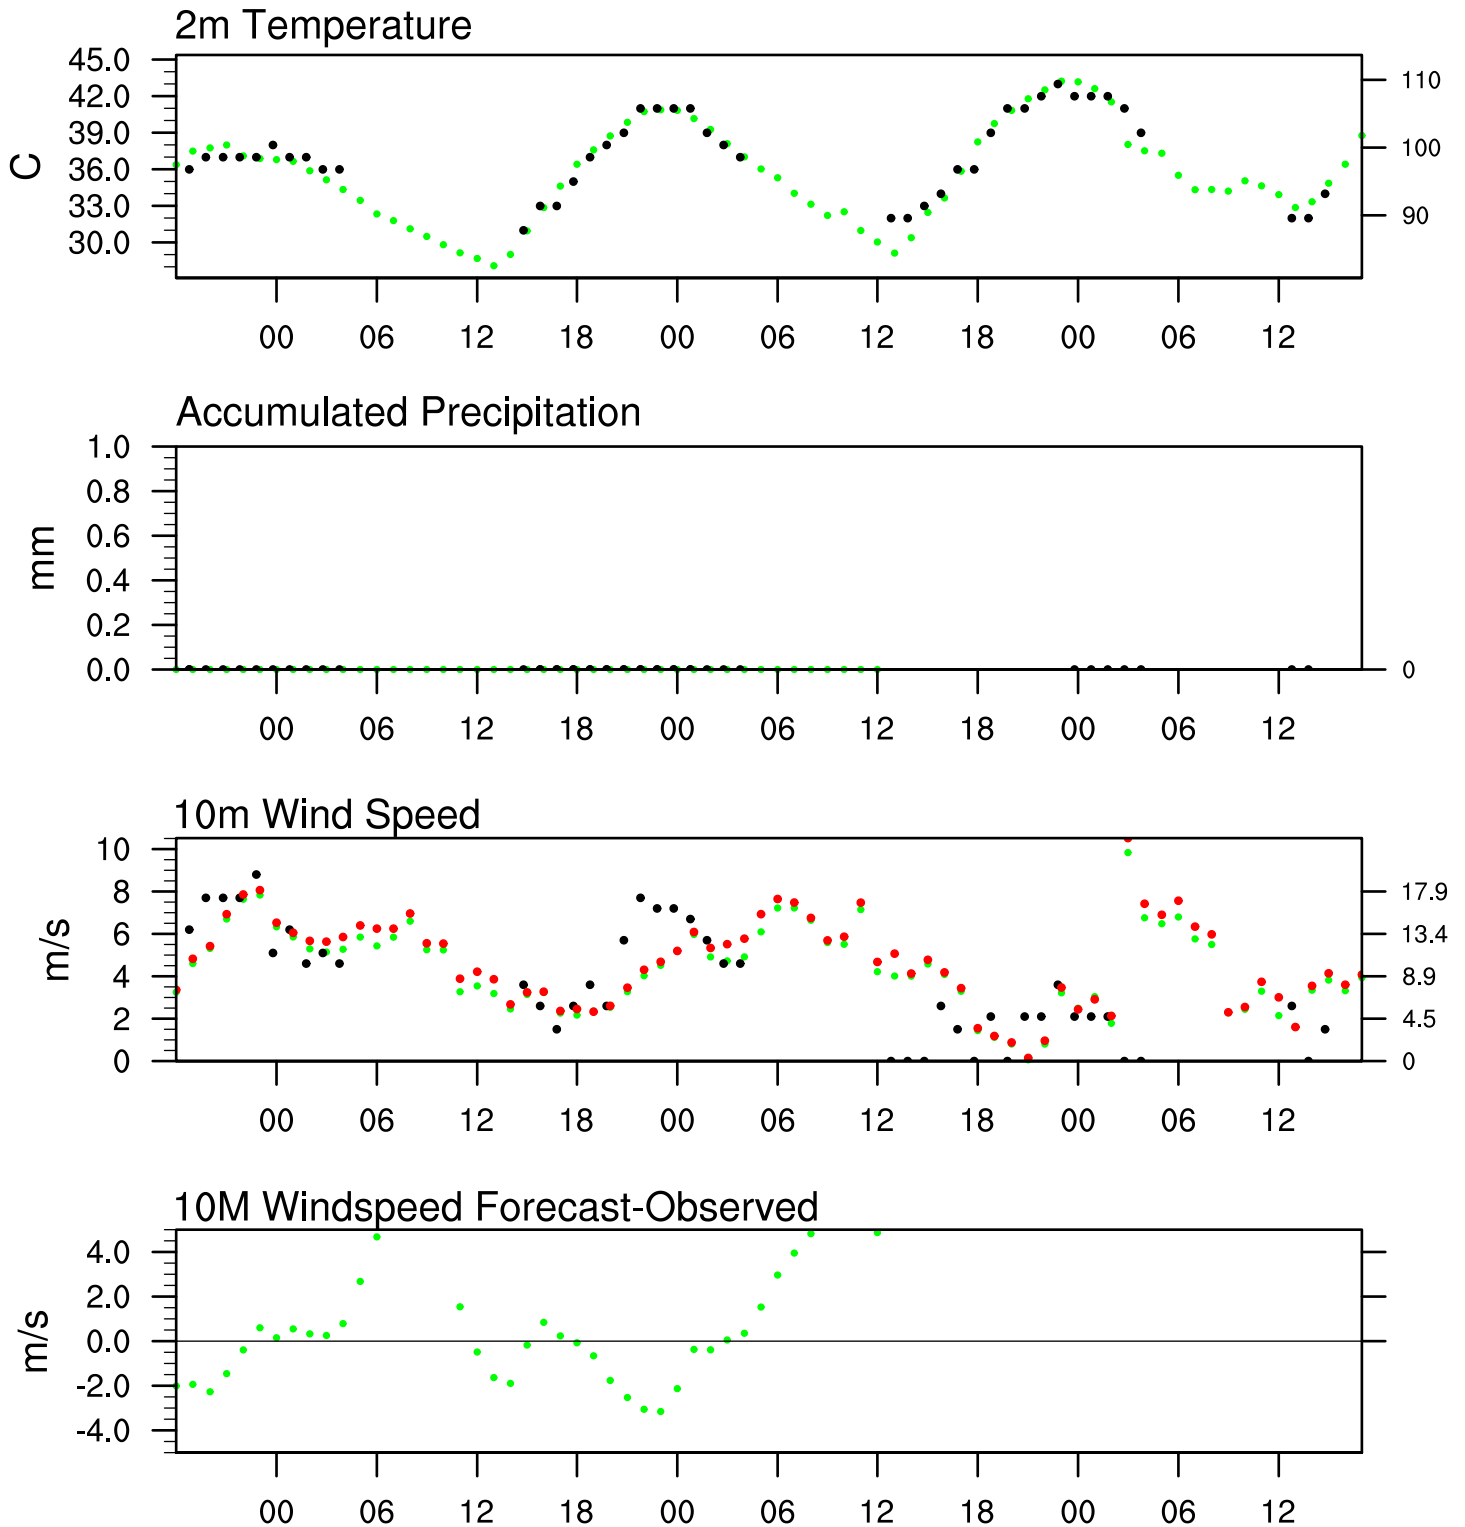 2m Temperature
45.0
42.0
39.0
36.0
33.0
30.0
C
110
100
90
00 06 12 18 00 06 12 18 00 06 12
Accumulated Precipitation
1.0
0.8
0.6
0.4
0.2
0.0
mm
0
00 06 12 18 00 06 12 18 00 06 12
10m Wind Speed
10
8
6
4
2
0
m/s
17.9
13.4
8.9
4.5
0
00 06 12 18 00 06 12 18 00 06 12
10M Windspeed Forecast-Observed
4.0
2.0
0.0
-2.0
-4.0
m/s
00 06 12 18 00 06 12 18 00 06 12